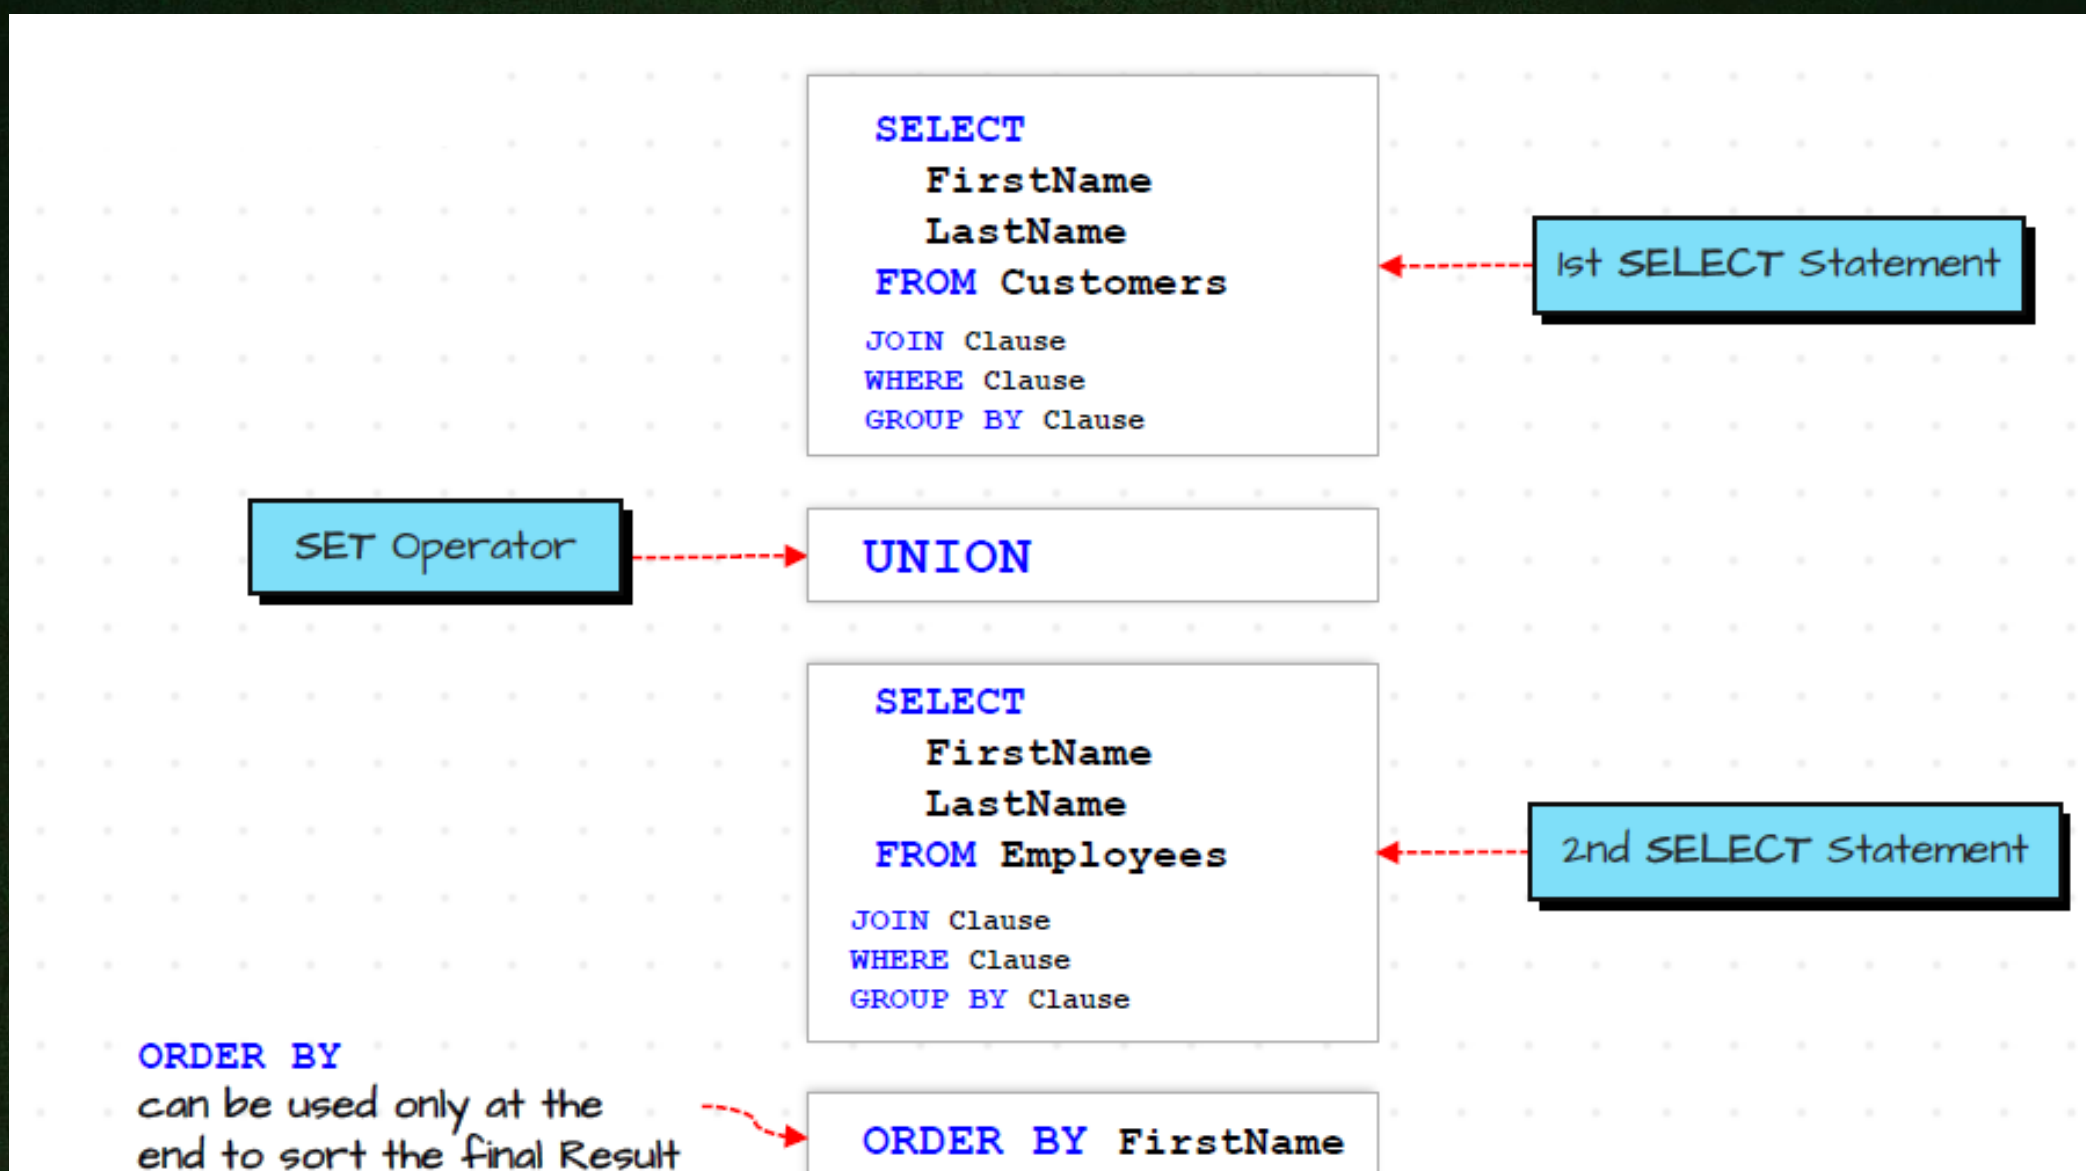 SELECT
FirstName
LastName
FROM Customers
JOIN Clause
WHERE Clause
GROUP BY Clause
1st SELECT Statement
SET Operator
UNION
SELECT
FirstName
LastName
FROM Employees
JOIN Clause
WHERE Clause
GROUP BY Clause
2nd SELECT Statement
ORDER BY
can be used only at the
end to sort the final Result
ORDER BY FirstName